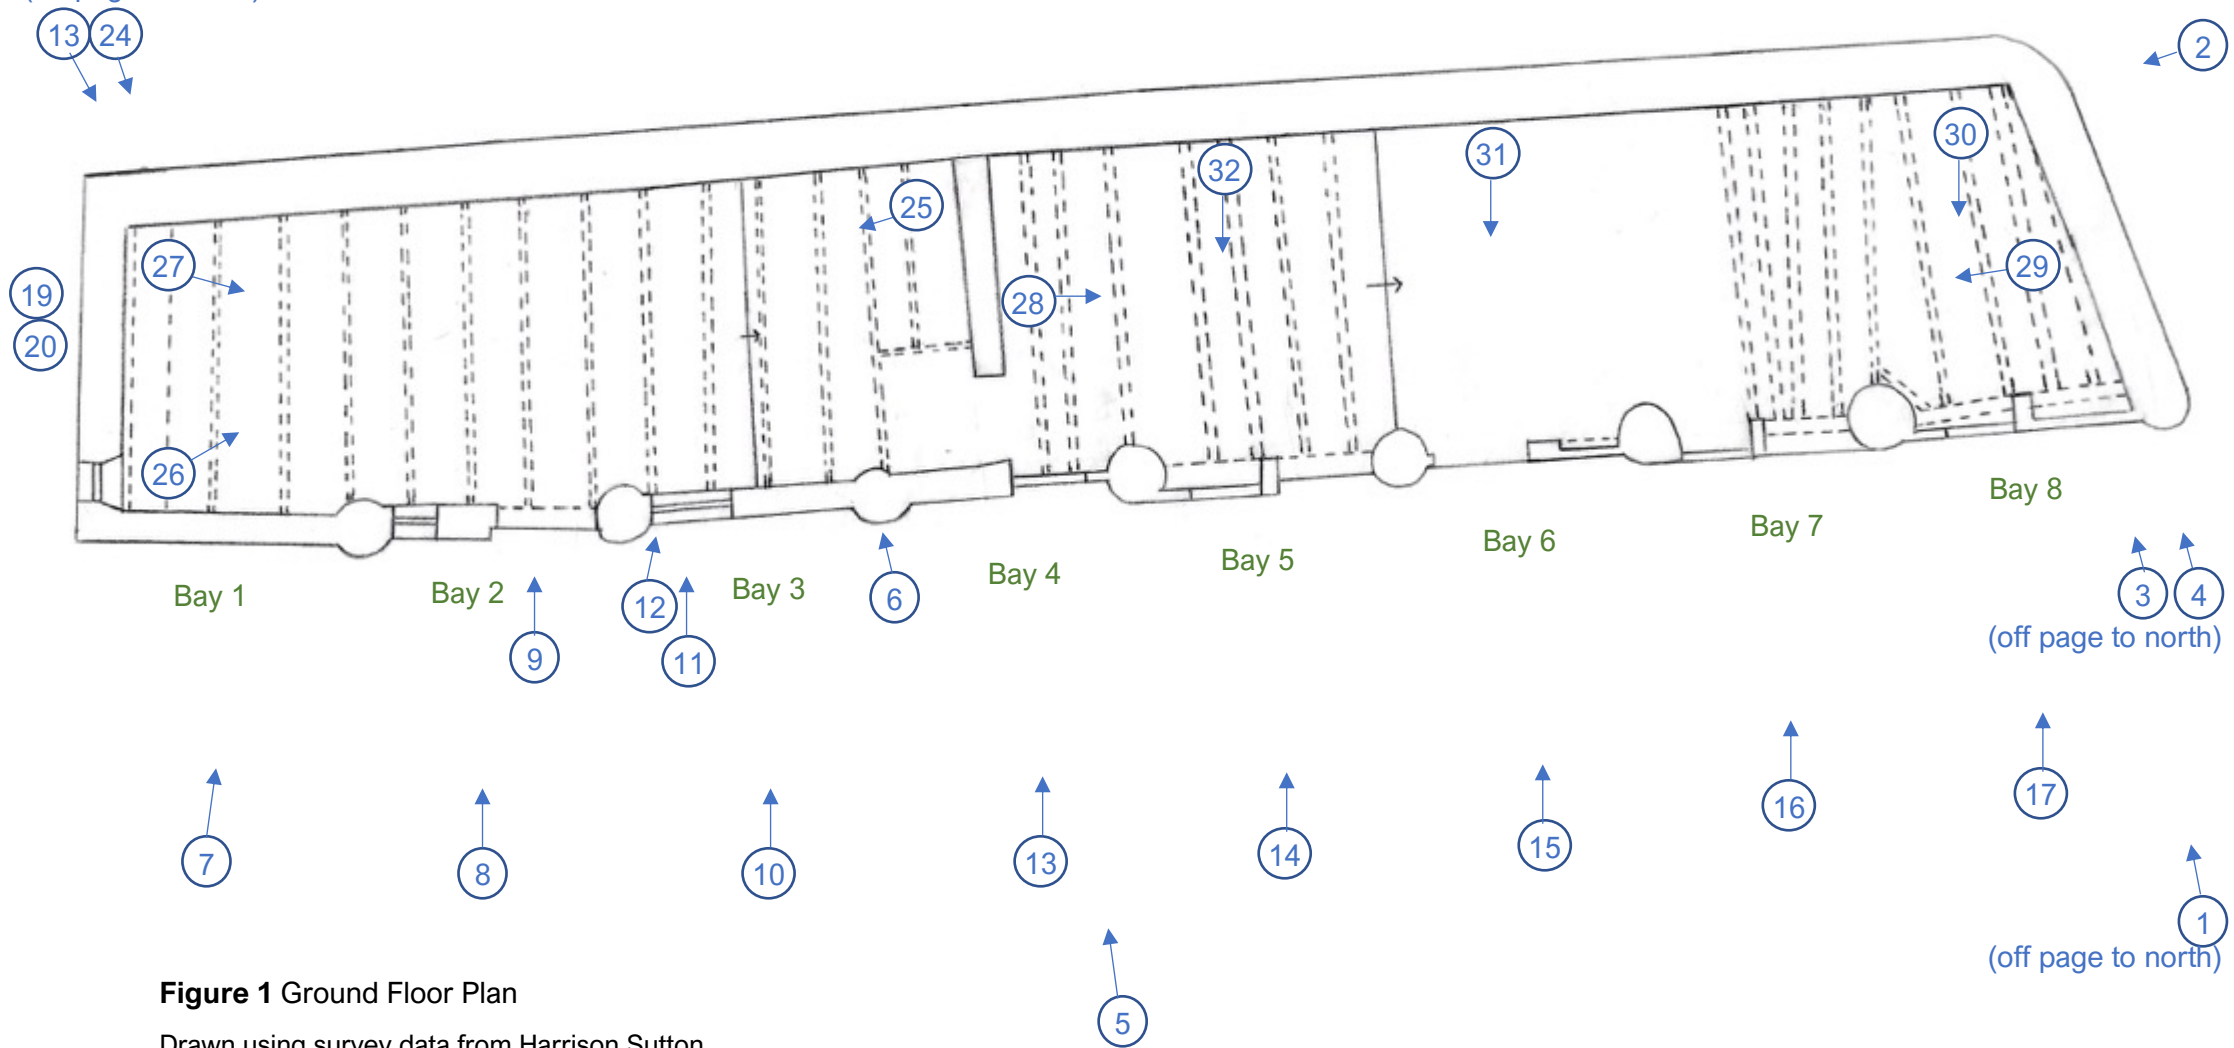 13 24
2
30
31
32
25
27
29
19
28
20
26
Bay 8
Bay 7
Bay 6
Bay 5
Bay 4
Bay 3
Bay 2
Bay 1
3 4
6
12
(off page to north)
9
11
17
16
15
14
13
7
8
10
1
(off page to north)
Figure 1 Ground Floor Plan
5
Drawn using survey data from Harrison Sutton